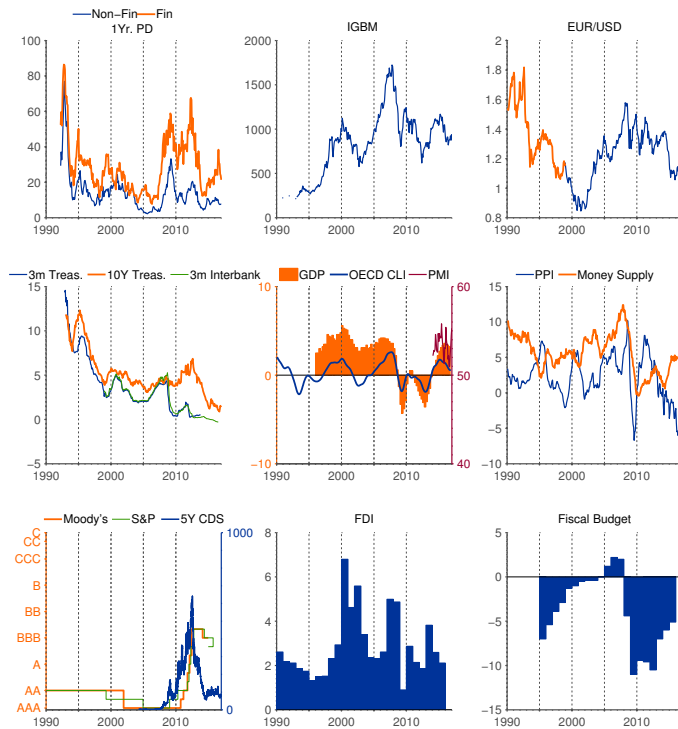 Non−Fin Fin
1Yr. PD
100
80
60
40
20
0
1990 2000 2010
IGBM
2000
1500
1000
500
0
1990 2000 2010
EUR/USD
2
1.8
1.6
1.4
1.2
1
0.8
1990 2000 2010
3m Treas. 10Y Treas. 3m Interbank
15
10
5
0
−5
1990 2000 2010
GDP OECD CLI PMI
10 60
0 50
−10 40
1990 2000 2010
PPI Money Supply
15
10
5
0
−5
−10
1990 2000 2010
Moody's S&P 5Y CDS
C 1000
CC
CCC
B
BB
BBB
A
AA
AAA 0
1990 2000 2010
FDI
8
6
4
2
0
1990 2000 2010
Fiscal Budget
5
0
−5
−10
−15
1990 2000 2010